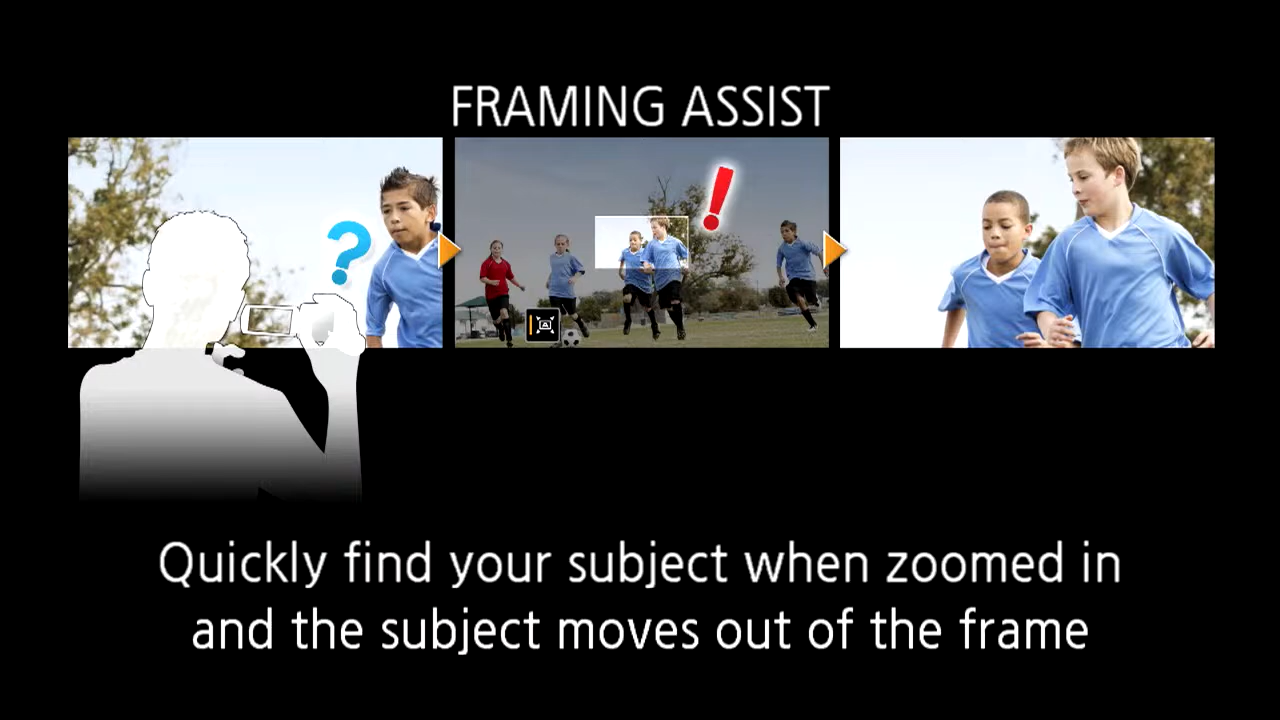 FRAMING ASSIST
?
!
Quickly find your subject when zoomed in
and the subject moves out of the frame